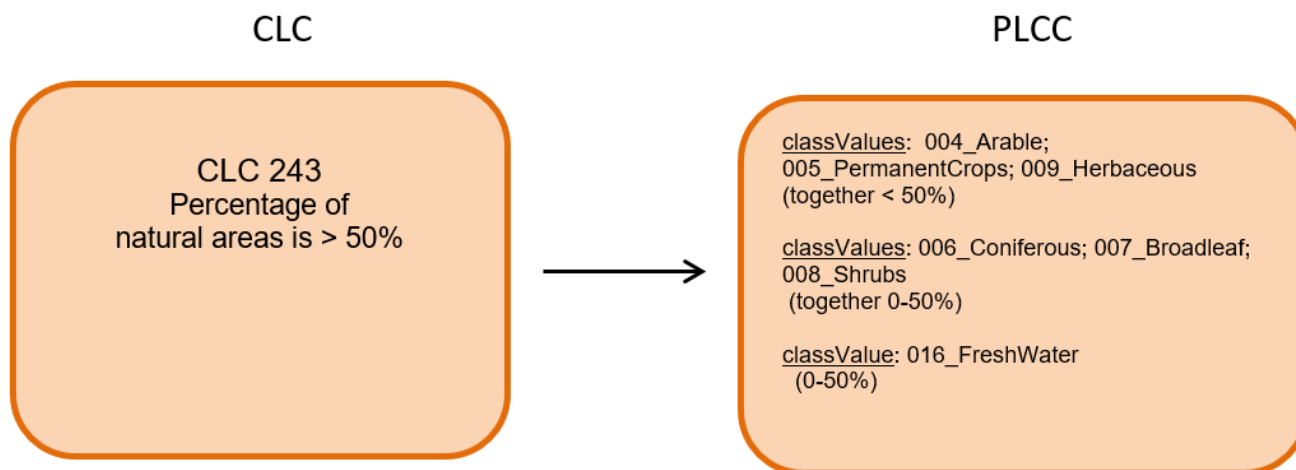 CLC
PLCC
CLC 243
Percentage of
natural areas is > 50%
classValues:  004_Arable;
005_PermanentCrops; 009_Herbaceous
(together < 50%)
classValues: 006_Coniferous; 007_Broadleaf;
008_Shrubs
(together 0-50%)
classValue: 016_FreshWater
(0-50%)